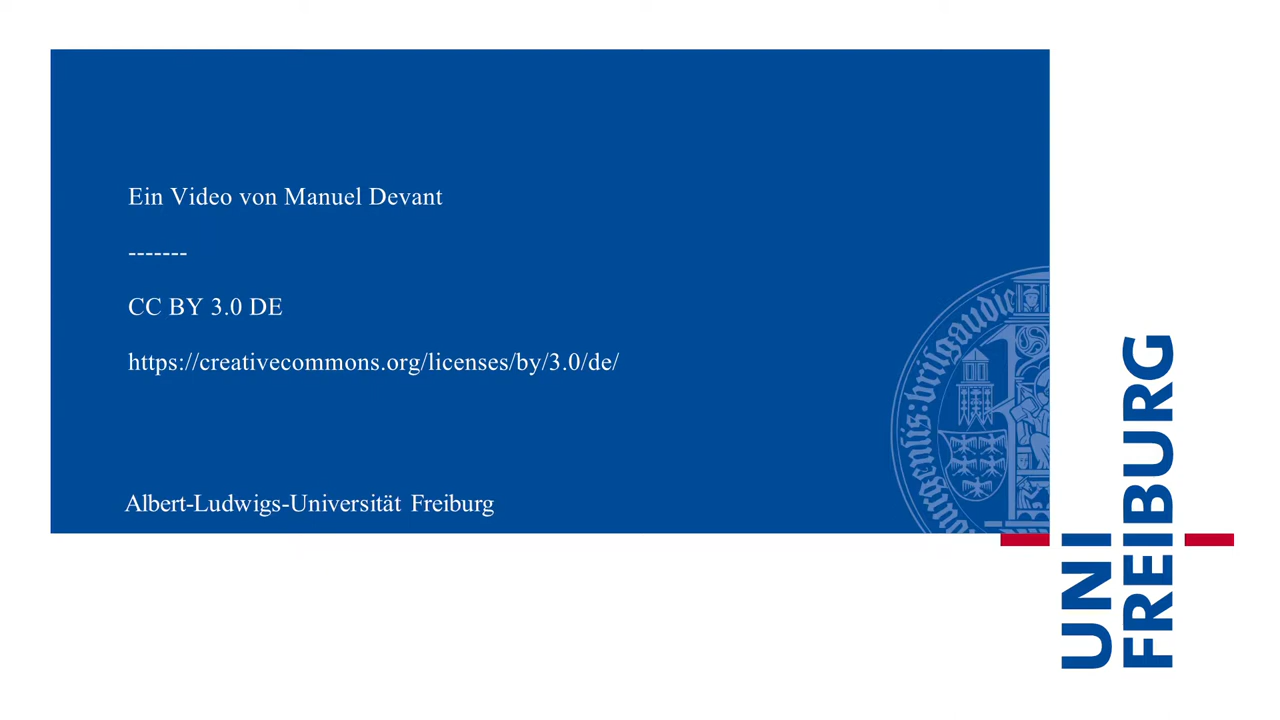 Ein Video von Manuel Devant
-------
CC BY 3.0 DE
https://creativecommons.org/licenses/by/3.0/de/
Albert-Ludwigs-Universität Freiburg
UNI
FREIBURG